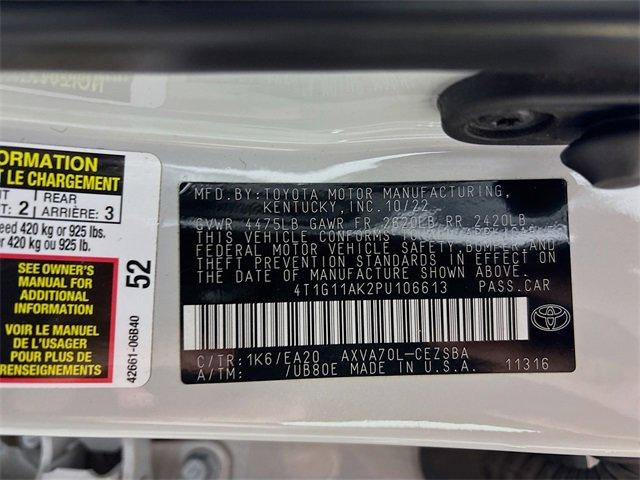 FORMATION
T LE CHARGEMENT
NT
T: 2
REAR
ARRIÈRE: 3
eed 420 kg or 925 lbs.
420 kg ou 925 lb.
SEE OWNER'S
MANUAL FOR
ADDITIONAL
INFORMATION
VOIR LE MANUEL
DE L'USAGER
POUR PLUS DE
RENSEIGNEMENTS
52
42661-06B40
MFD.BY:TOYOTA MOTOR MANUFACTURING,
KENTUCKY, INC.10/22
GVWR 4475LB GAWR FR 2620LB RR 2420LB
THIS VEHICLE CONFORMS
FEDERAL MOTOR VEHICLE SAFETY, BUMPER AND
THEFT PREVENTION STANDARDS IN EFFECT ON
THE DATE OF MANUFACTURE SHOWN ABOVE.
4T1G11AK2PU106613 PASS.CAR
C/TR:1K6/EA20 AXVA70L-CEZSBA
A/TM: /UB80E MADE IN U.S.A. 11316